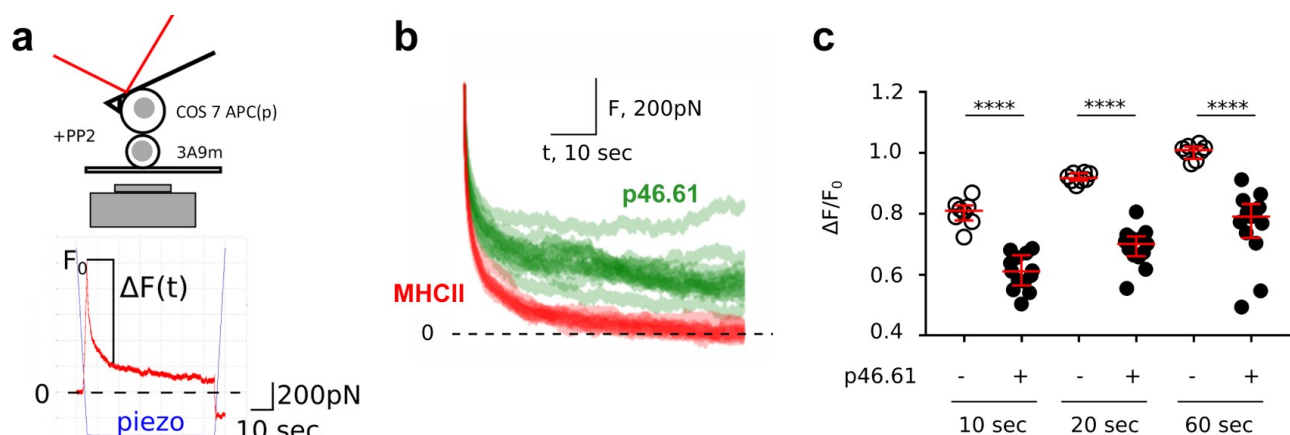 a
COS 7 APC(p)
+PP2
3A9m
F0
ΔF(t)
0
200pN
10 sec
piezo
b
F, 200pN
t, 10 sec
p46.61
MHCII
0
c
ΔF/F0
1.2
1.0
0.8
0.6
0.4
**** **** ****
p46.61 - + - + - +
10 sec 20 sec 60 sec